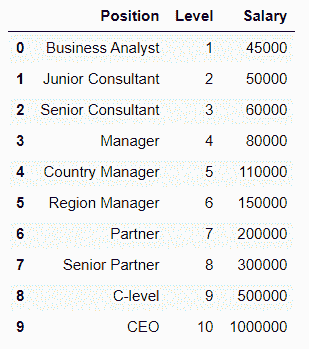 Position Level Salary
0 Business Analyst 1 45000
1 Junior Consultant 2 50000
2 Senior Consultant 3 60000
3 Manager 4 80000
4 Country Manager 5 110000
5 Region Manager 6 150000
6 Partner 7 200000
7 Senior Partner 8 300000
8 C-level 9 500000
9 CEO 10 1000000